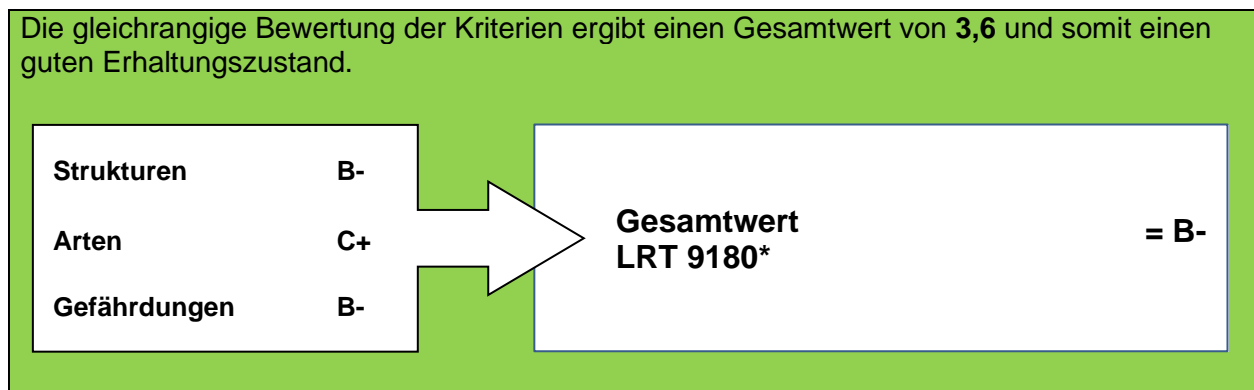 Die gleichrangige Bewertung der Kriterien ergibt einen Gesamtwert von 3,6 und somit einen
guten Erhaltungszustand.
Strukturen B-
Arten C+
Gefährdungen B-
Gesamtwert
LRT 9180*
= B-